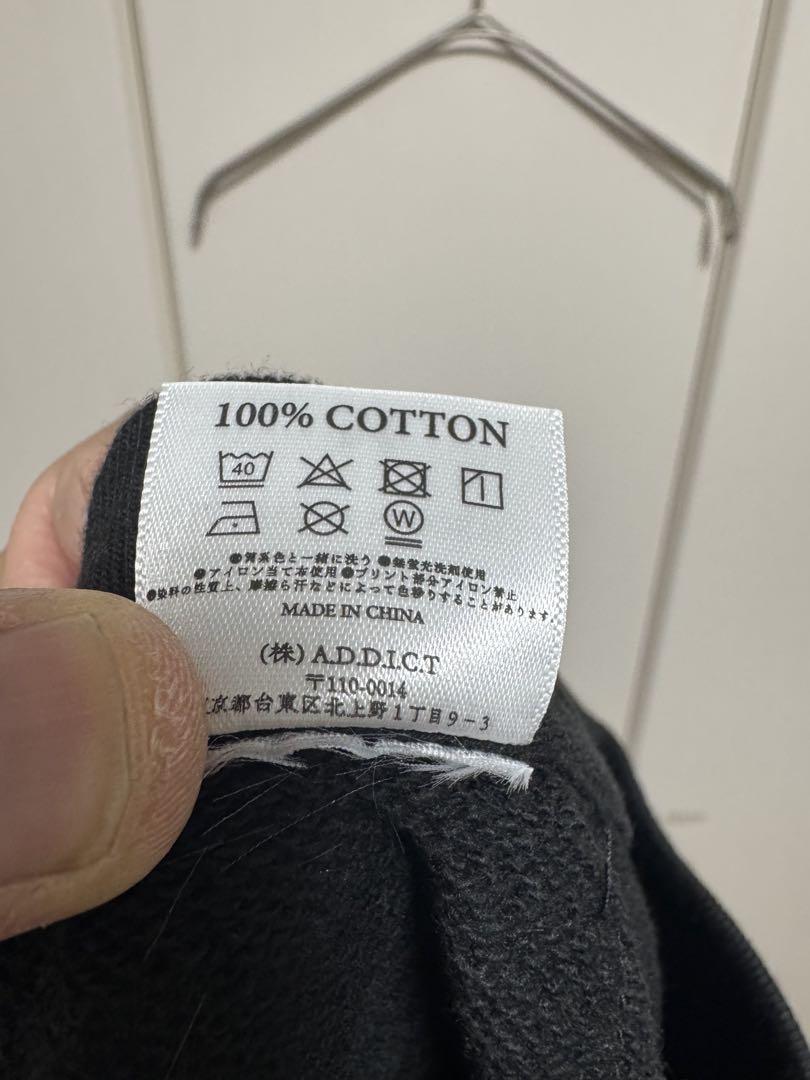 100% COTTON
40
W
●同系色と一緒に洗う ●無蛍光洗剤使用
●アイロン当て布使用 ●プリント部分アイロン禁止
●染料の性質上、摩擦ら汗などによって色移りすることがあります。
MADE IN CHINA
(株) A.D.D.I.C.T
〒110-0014
京都台東区北上野1丁目9-3